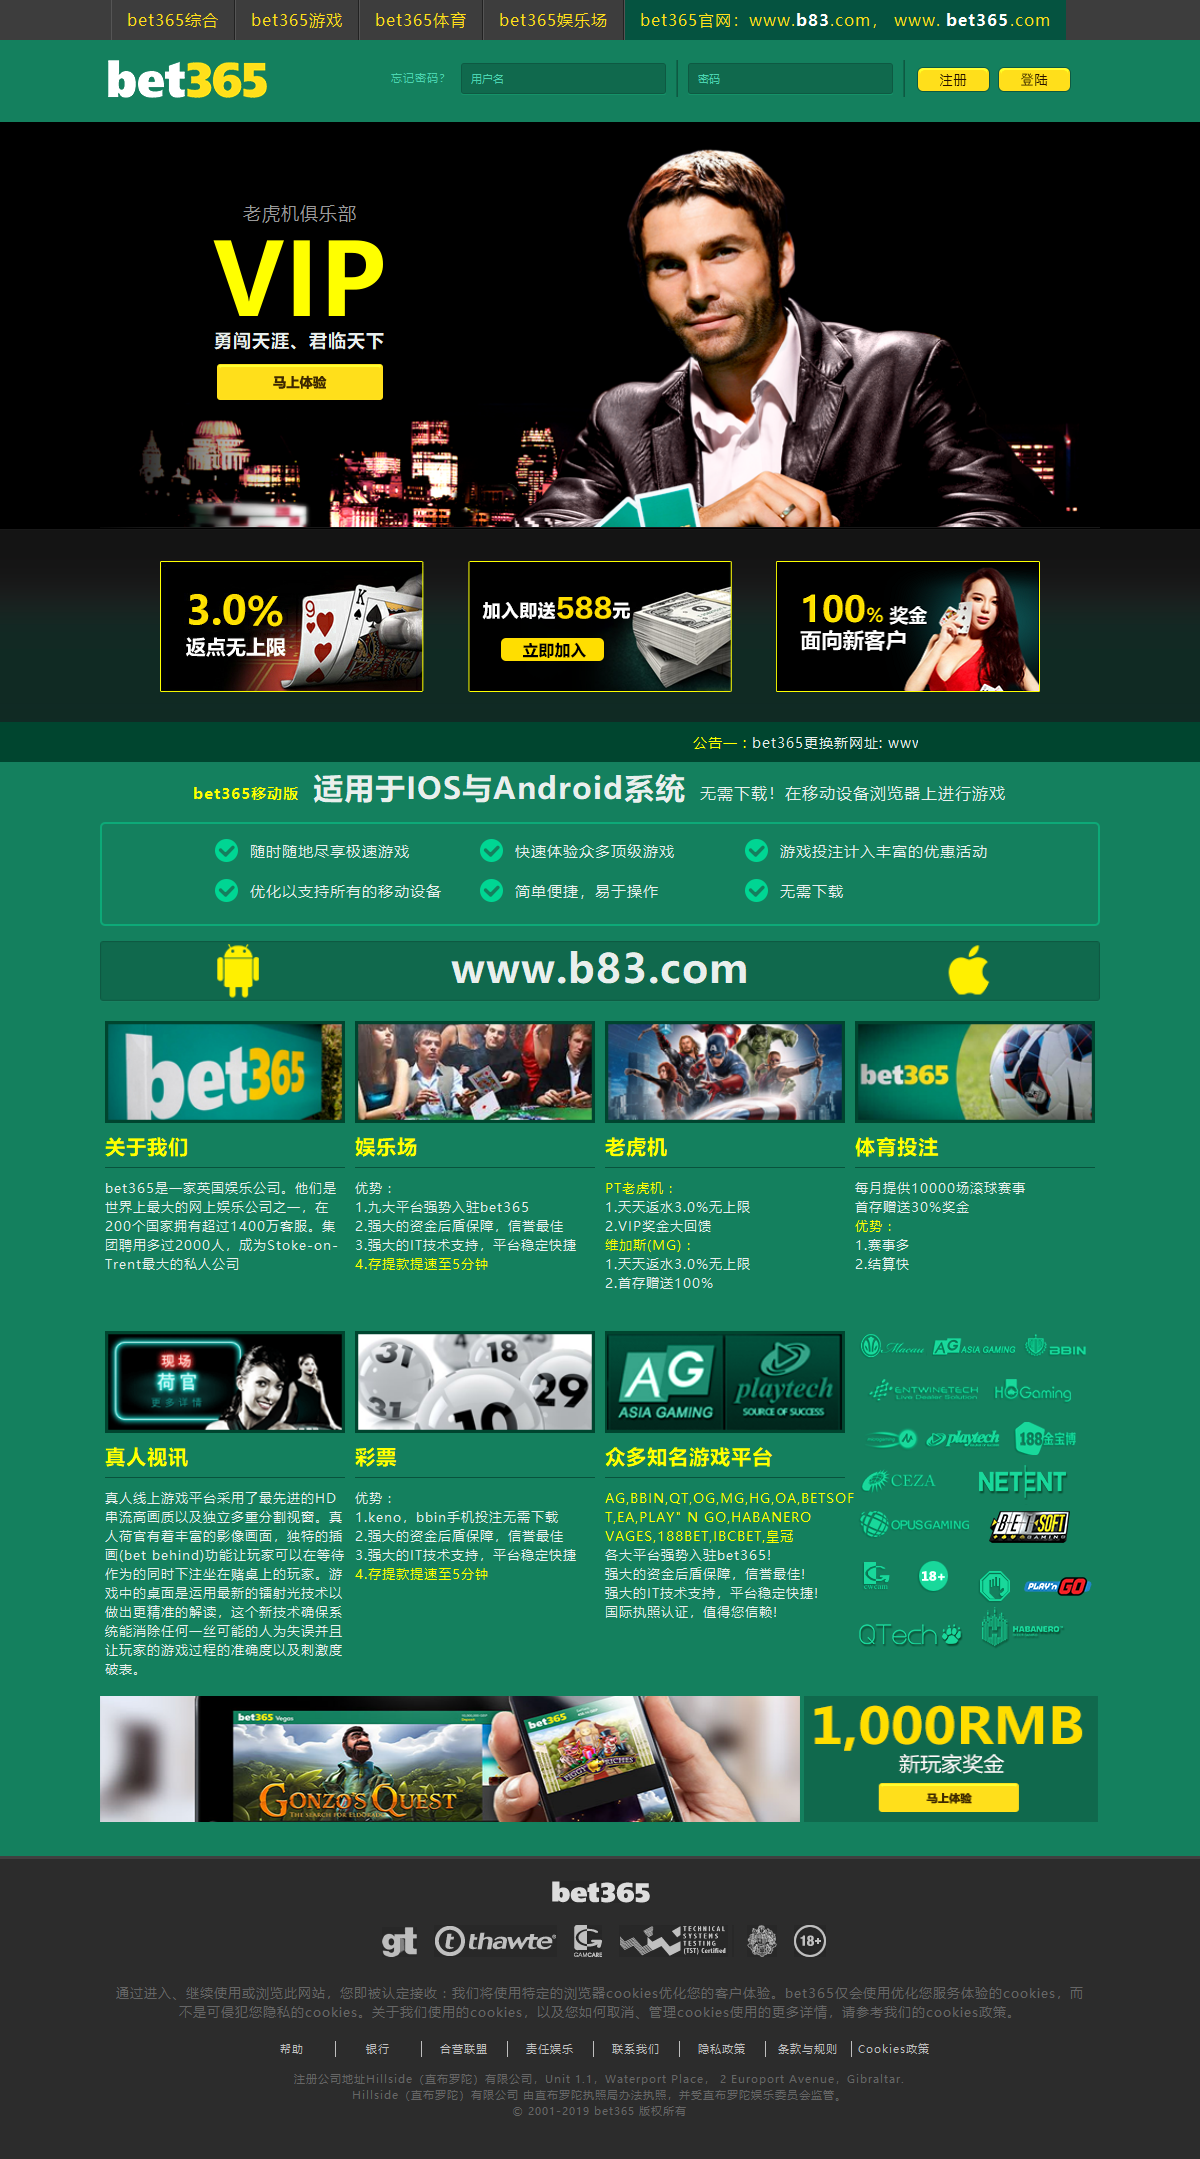 bet365综合 bet365游戏 bet365体育 bet365娱乐场 bet365官网：www.b83.com， www. bet365.com
bet365 忘记密码？ 用户名 密码 注册 登陆
老虎机俱乐部
VIP
勇闯天涯、君临天下
马上体验
3.0%
返点无上限
加入即送588元
立即加入
100% 奖金
面向新客户
公告一：bet365更换新网址: www
bet365移动版 适用于IOS与Android系统 无需下载！在移动设备浏览器上进行游戏
随时随地尽享极速游戏 快速体验众多顶级游戏 游戏投注计入丰富的优惠活动
优化以支持所有的移动设备 简单便捷，易于操作 无需下载
www.b83.com
bet365
bet365
关于我们
bet365是一家英国娱乐公司。他们是
世界上最大的网上娱乐公司之一，在
200个国家拥有超过1400万客服。集
团聘用多过2000人，成为Stoke-on-
Trent最大的私人公司
娱乐场
优势：
1.九大平台强势入驻bet365
2.强大的资金后盾保障，信誉最佳
3.强大的IT技术支持，平台稳定快捷
4.存提款提速至5分钟
老虎机
PT老虎机：
1.天天返水3.0%无上限
2.VIP奖金大回馈
维加斯(MG)：
1.天天返水3.0%无上限
2.首存赠送100%
体育投注
每月提供10000场滚球赛事
首存赠送30%奖金
优势：
1.赛事多
2.结算快
现场
荷官
更多详情
真人视讯
真人线上游戏平台采用了最先进的HD
串流高画质以及独立多重分割视窗。真
人荷官有着丰富的影像画面，独特的插
画(bet behind)功能让玩家可以在等待
作为的同时下注坐在赌桌上的玩家。游
戏中的桌面是运用最新的镭射光技术以
做出更精准的解读，这个新技术确保系
统能消除任何一丝可能的人为失误并且
让玩家的游戏过程的准确度以及刺激度
破表。
31 18 31 10 29
彩票
优势：
1.keno，bbin手机投注无需下载
2.强大的资金后盾保障，信誉最佳
3.强大的IT技术支持，平台稳定快捷
4.存提款提速至5分钟
AG
ASIA GAMING
playtech
SOURCE OF SUCCESS
众多知名游戏平台
AG,BBIN,QT,OG,MG,HG,OA,BETSOF
T,EA,PLAY" N GO,HABANERO
VAGES,188BET,IBCBET,皇冠
各大平台强势入驻bet365!
强大的资金后盾保障，信誉最佳!
强大的IT技术支持，平台稳定快捷!
国际执照认证，值得您信赖!
Macau AG ASIA GAMING BBIN
ENTWINETECH
Live Dealer Solution
HoGaming
playtech 188金宝博
CEZA NETENT
OPUSGAMING BETSOFT GAMING
18+ PLAY'n GO
QTech HABANERO
bet365 Vegas
GONZO'S QUEST
THE SEARCH FOR ELDORADO
bet365
PIGGY RICHES
1,000RMB
新玩家奖金
马上体验
bet365
gt thawte GAMCARE TECHNICAL SYSTEMS TESTING (TST) Certified 18+
通过进入、继续使用或浏览此网站，您即被认定接收：我们将使用特定的浏览器cookies优化您的客户体验。bet365仅会使用优化您服务体验的cookies，而
不是可侵犯您隐私的cookies。关于我们使用的cookies，以及您如何取消、管理cookies使用的更多详情，请参考我们的cookies政策。
帮助 银行 合营联盟 责任娱乐 联系我们 隐私政策 条款与规则 Cookies政策
注册公司地址Hillside（直布罗陀）有限公司，Unit 1.1，Waterport Place， 2 Europort Avenue，Gibraltar.
Hillside（直布罗陀）有限公司 由直布罗陀执照局办法执照，并受直布罗陀娱乐委员会监管。
© 2001-2019 bet365 版权所有